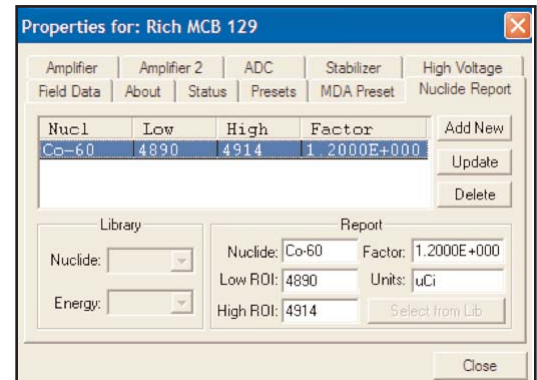 Properties for: Rich MCB 129
Amplifier Amplifier 2 ADC Stabilizer High Voltage
Field Data About Status Presets MDA Preset Nuclide Report
Nucl Low High Factor
Co-60 4890 4914 1.2000E+000
Add New
Update
Delete
Library
Nuclide:
Energy:
Report
Nuclide: Co-60 Factor: 1.2000E+000
Low ROI: 4890 Units: uCi
High ROI: 4914 Select from Lib
Close